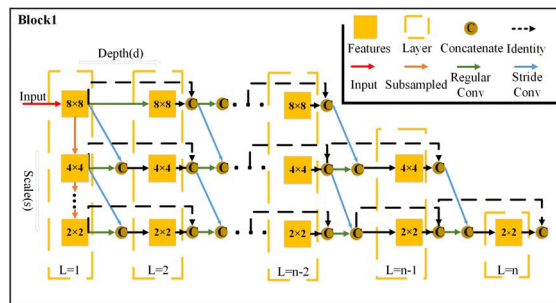 Block1
Depth(d)
Features Layer Concatenate Identity
Input Subsampled Regular Conv Stride Conv
Input
8×8 8×8 C C 8×8
Scale(s)
4×4 C 4×4 C C 4×4 C C 4×4 C
2×2 C 2×2 C C 2×2 C C 2×2 C C 2×2 C
L=1 L=2 L=n-2 L=n-1 L=n